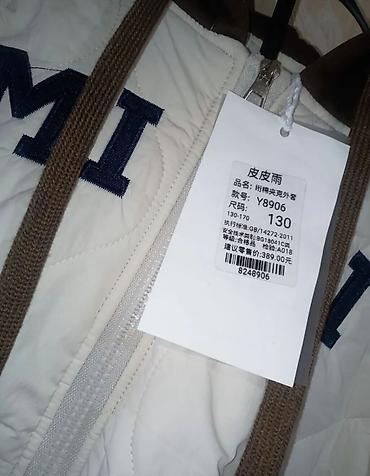 MI
皮皮雨
品名: 绗棉夹克外套
款号: Y8906
尺码:
130-170 130
执行标准:GB/14272-2011
安全技术类别:BG18041C类
等级:合格品 检验:A018
建议零售价:389.00元
8248906